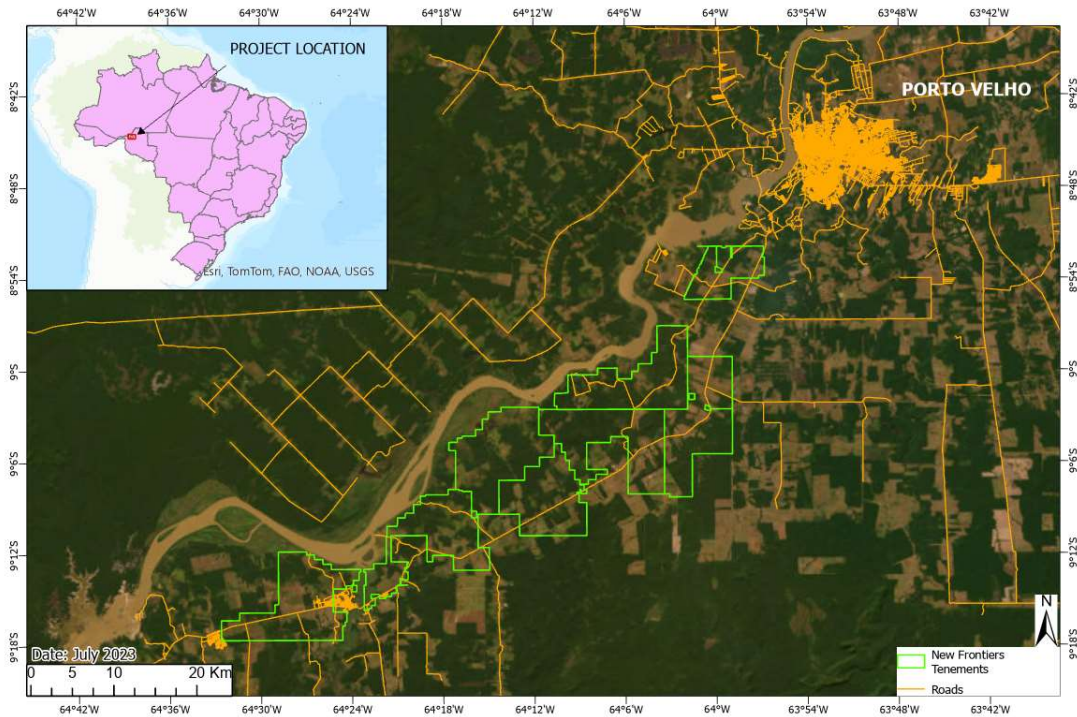 64°42'W 64°36'W 64°30'W 64°24'W 64°18'W 64°12'W 64°6'W 64°W 63°54'W 63°48'W 63°42'W
PROJECT LOCATION
Esri, TomTom, FAO, NOAA, USGS
PORTO VELHO
8°42'S 8°42'S
8°48'S 8°48'S
8°54'S 8°54'S
9°S 9°S
9°6'S 9°6'S
9°12'S 9°12'S
9°18'S 9°18'S
Date: July 2023
0 5 10 20 Km
N
New Frontiers
Tenements
Roads
64°42'W 64°36'W 64°30'W 64°24'W 64°18'W 64°12'W 64°6'W 64°W 63°54'W 63°48'W 63°42'W